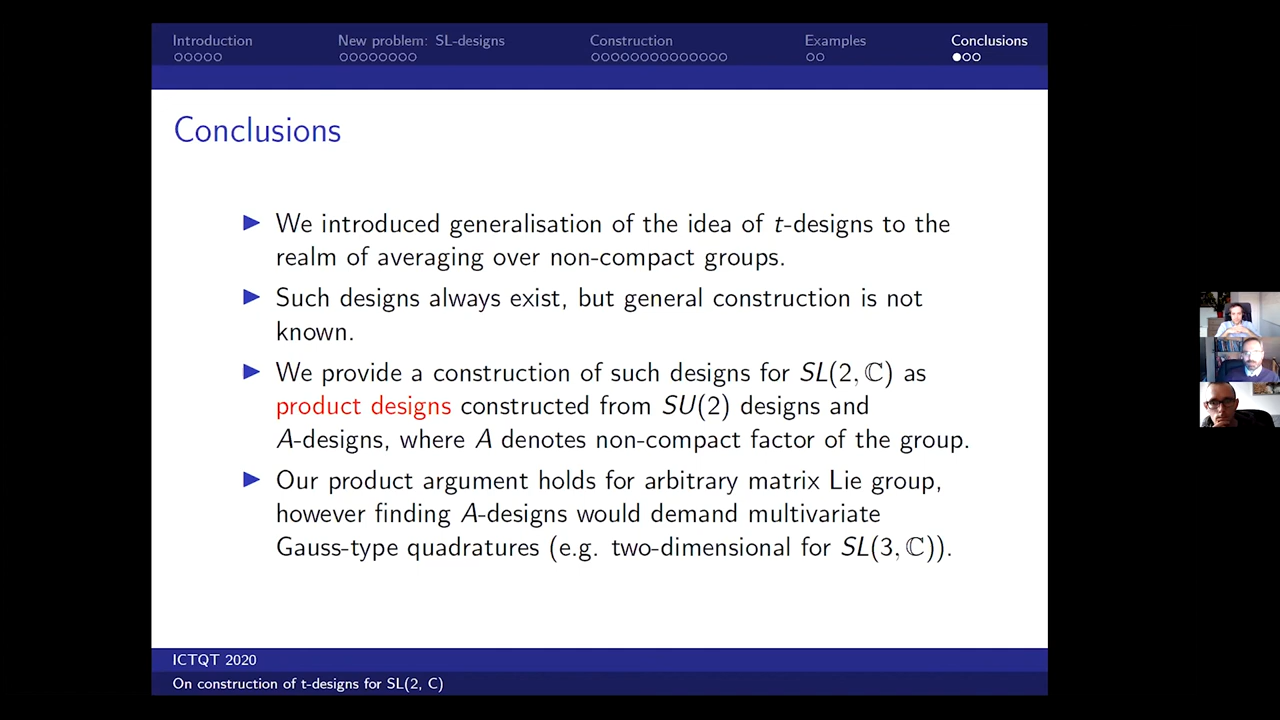 Introduction New problem: SL-designs Construction Examples Conclusions
Conclusions
We introduced generalisation of the idea of t-designs to the
realm of averaging over non-compact groups.
Such designs always exist, but general construction is not
known.
We provide a construction of such designs for SL(2, ℂ) as
product designs constructed from SU(2) designs and
A-designs, where A denotes non-compact factor of the group.
Our product argument holds for arbitrary matrix Lie group,
however finding A-designs would demand multivariate
Gauss-type quadratures (e.g. two-dimensional for SL(3, ℂ)).
ICTQT 2020
On construction of t-designs for SL(2, C)